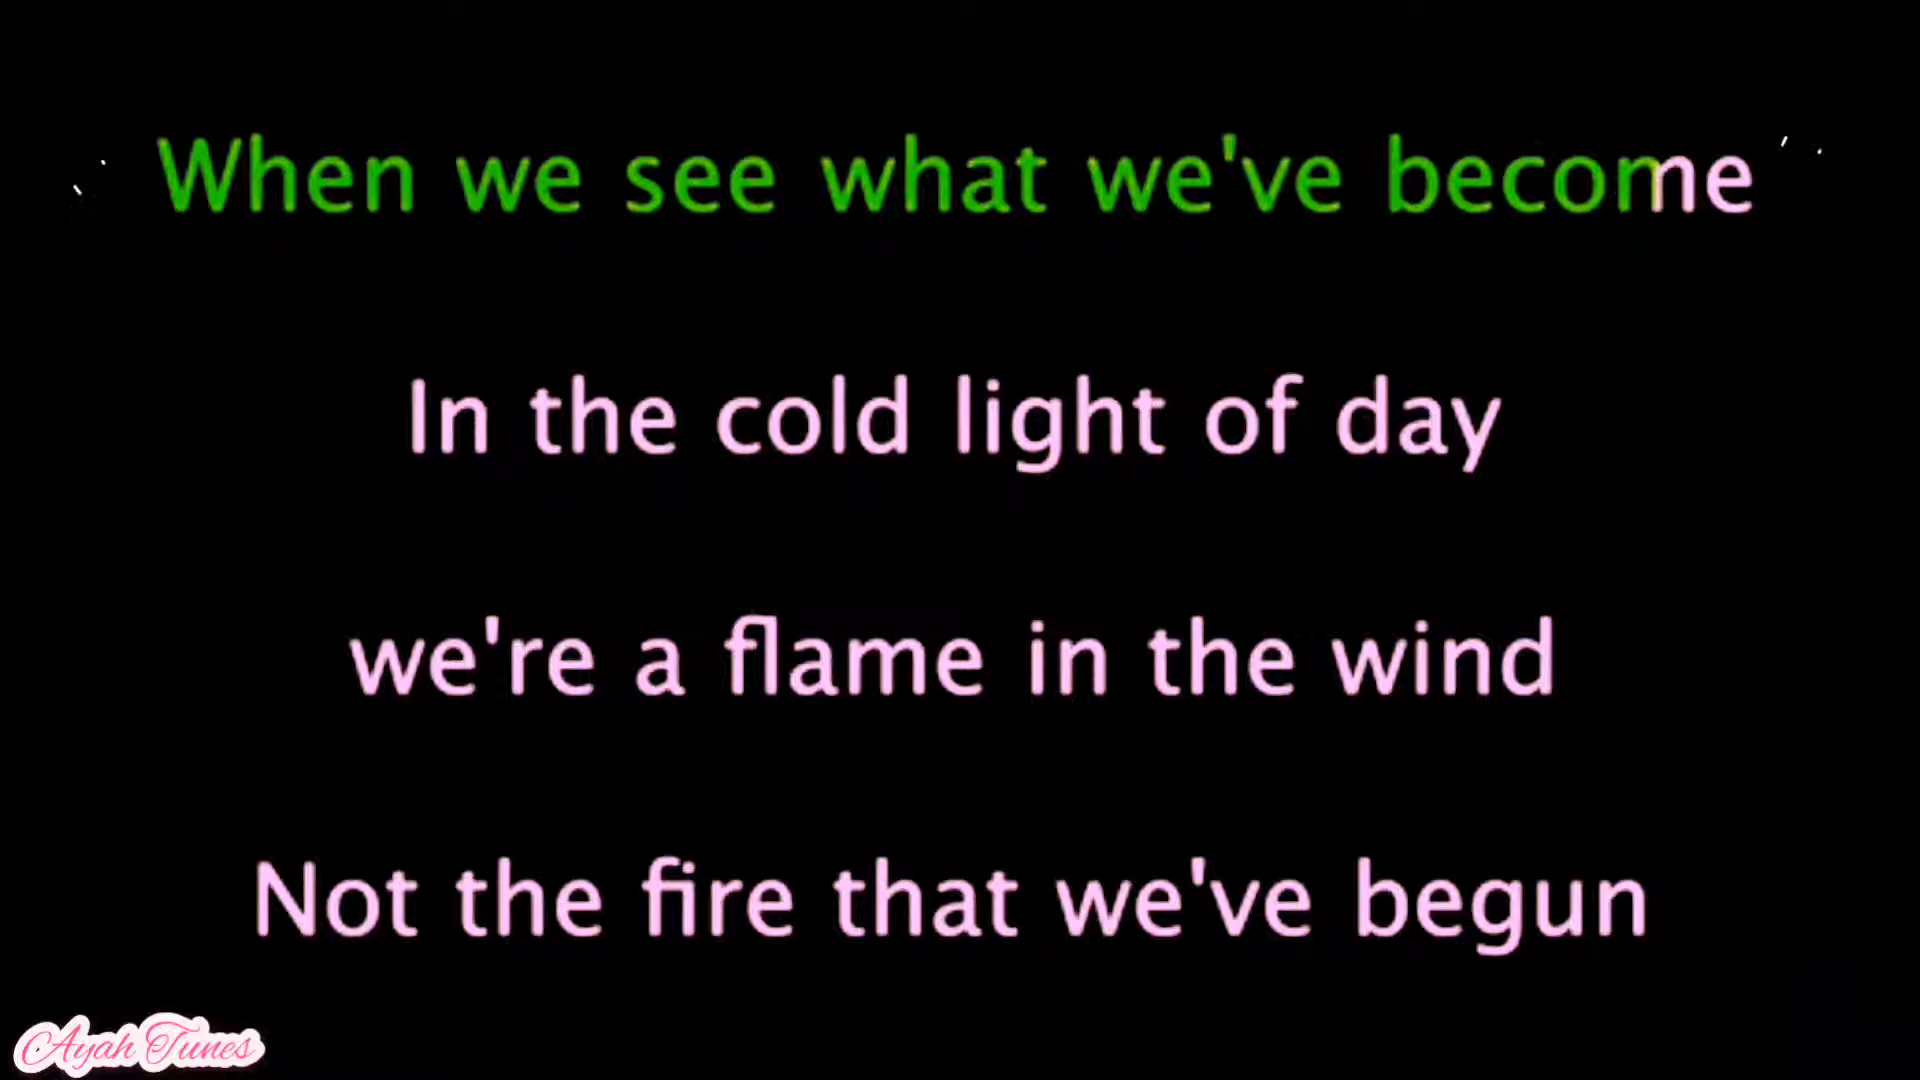 When we see what we've become
In the cold light of day
we're a flame in the wind
Not the fire that we've begun
Ayah Tunes